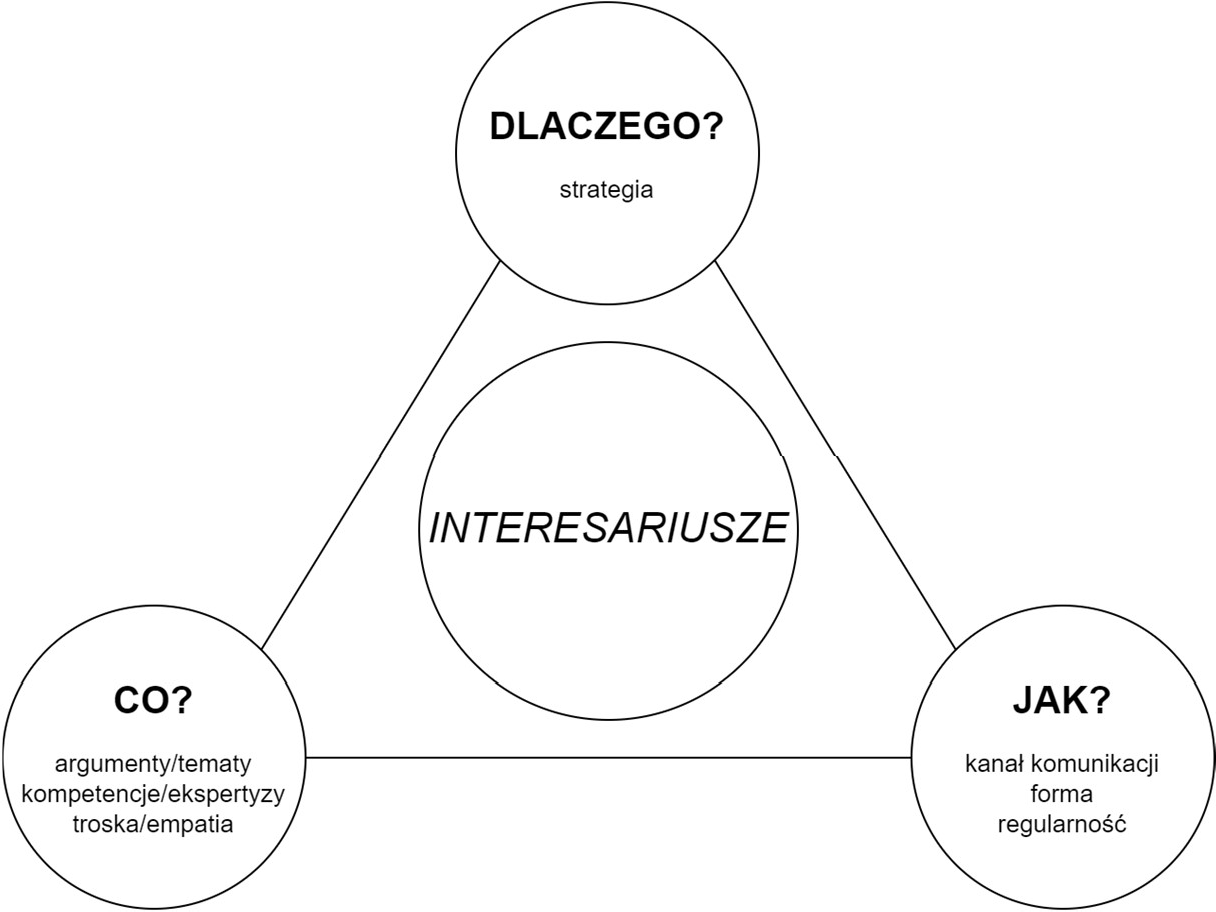 DLACZEGO?
strategia
INTERESARIUSZE
CO?
argumenty/tematy
kompetencje/ekspertyzy
troska/empatia
JAK?
kanał komunikacji
forma
regularność